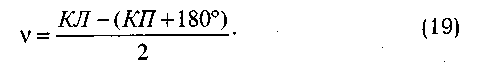 ν = КЛ – (КП + 180°) / 2 . (19)